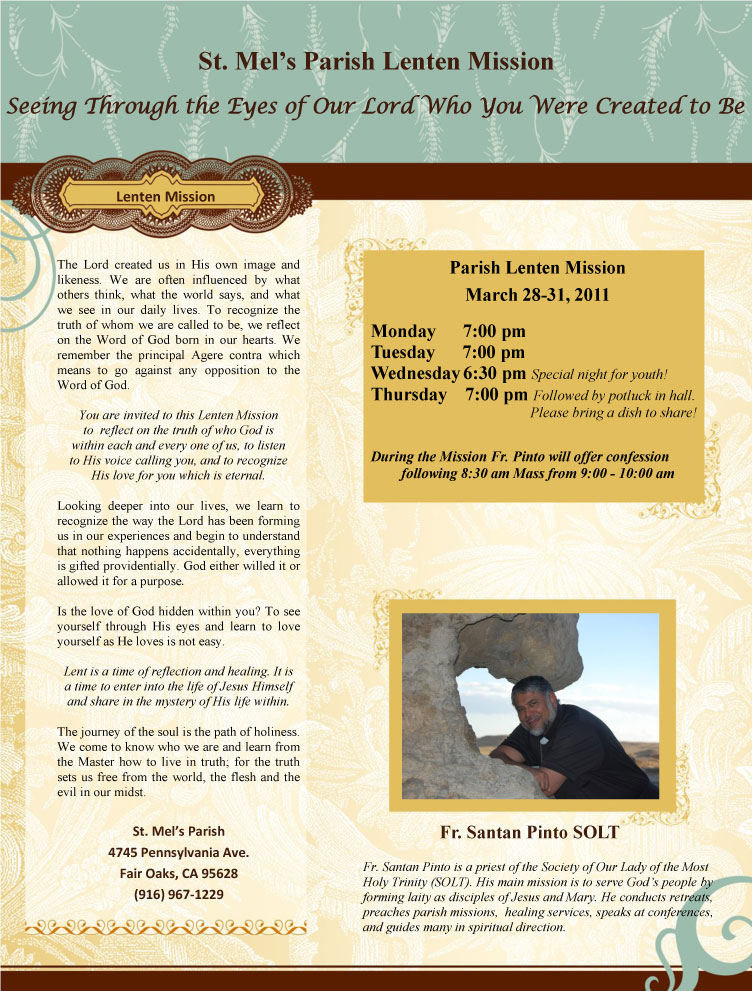 St. Mel's Parish Lenten Mission
Seeing Through the Eyes of Our Lord Who You Were Created to Be
Lenten Mission
The Lord created us in His own image and
likeness. We are often influenced by what
others think, what the world says, and what
we see in our daily lives. To recognize the
truth of whom we are called to be, we reflect
on the Word of God born in our hearts. We
remember the principal Agere contra which
means to go against any opposition to the
Word of God.
You are invited to this Lenten Mission
to reflect on the truth of who God is
within each and every one of us, to listen
to His voice calling you, and to recognize
His love for you which is eternal.
Looking deeper into our lives, we learn to
recognize the way the Lord has been forming
us in our experiences and begin to understand
that nothing happens accidentally, everything
is gifted providentially. God either willed it or
allowed it for a purpose.
Is the love of God hidden within you? To see
yourself through His eyes and learn to love
yourself as He loves is not easy.
Lent is a time of reflection and healing. It is
a time to enter into the life of Jesus Himself
and share in the mystery of His life within.
The journey of the soul is the path of holiness.
We come to know who we are and learn from
the Master how to live in truth; for the truth
sets us free from the world, the flesh and the
evil in our midst.
St. Mel's Parish
4745 Pennsylvania Ave.
Fair Oaks, CA 95628
(916) 967-1229
Parish Lenten Mission
March 28-31, 2011
Monday 7:00 pm
Tuesday 7:00 pm
Wednesday 6:30 pm Special night for youth!
Thursday 7:00 pm Followed by potluck in hall.
Please bring a dish to share!
During the Mission Fr. Pinto will offer confession
following 8:30 am Mass from 9:00 - 10:00 am
Fr. Santan Pinto SOLT
Fr. Santan Pinto is a priest of the Society of Our Lady of the Most
Holy Trinity (SOLT). His main mission is to serve God's people by
forming laity as disciples of Jesus and Mary. He conducts retreats,
preaches parish missions, healing services, speaks at conferences,
and guides many in spiritual direction.